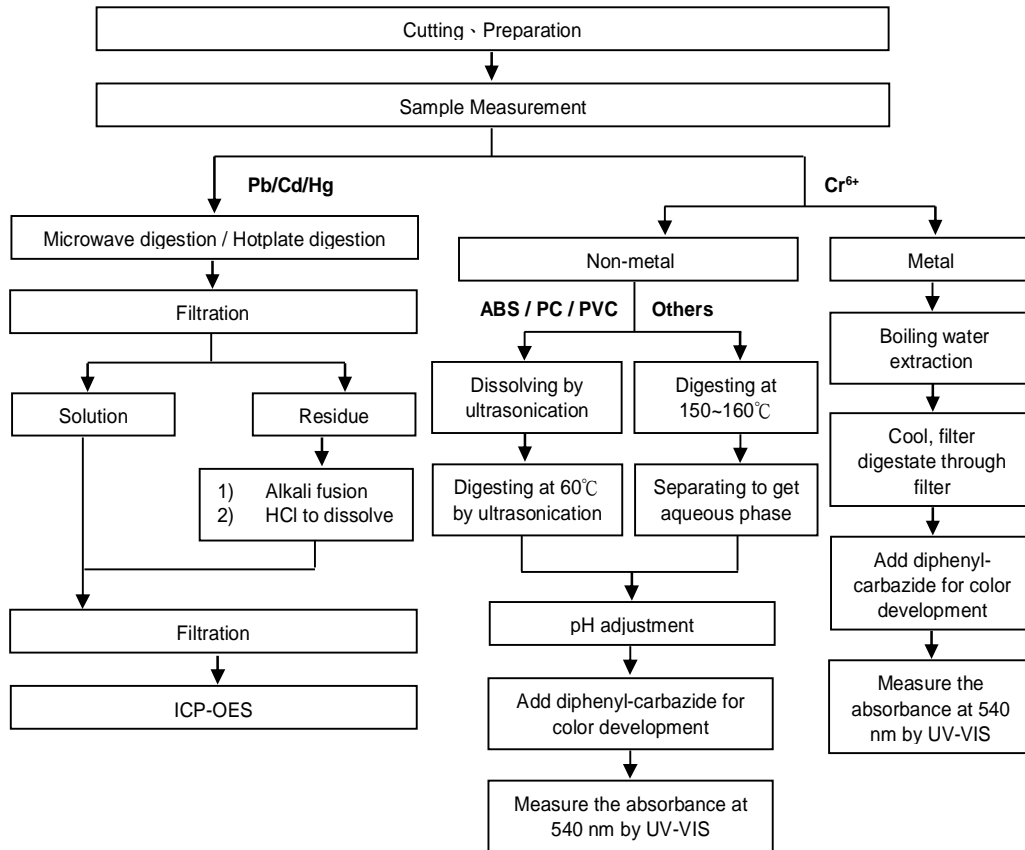 Cutting、Preparation
Sample Measurement
Pb/Cd/Hg
Cr⁶⁺
Microwave digestion / Hotplate digestion
Non-metal
Metal
Filtration
ABS / PC / PVC
Others
Boiling water
extraction
Solution
Residue
Dissolving by
ultrasonication
Digesting at
150~160℃
Cool, filter
digestate through
filter
1) Alkali fusion
2) HCl to dissolve
Digesting at 60℃
by ultrasonication
Separating to get
aqueous phase
Add diphenyl-
carbazide for color
development
Filtration
pH adjustment
ICP-OES
Add diphenyl-carbazide for
color development
Measure the
absorbance at 540
nm by UV-VIS
Measure the absorbance at
540 nm by UV-VIS